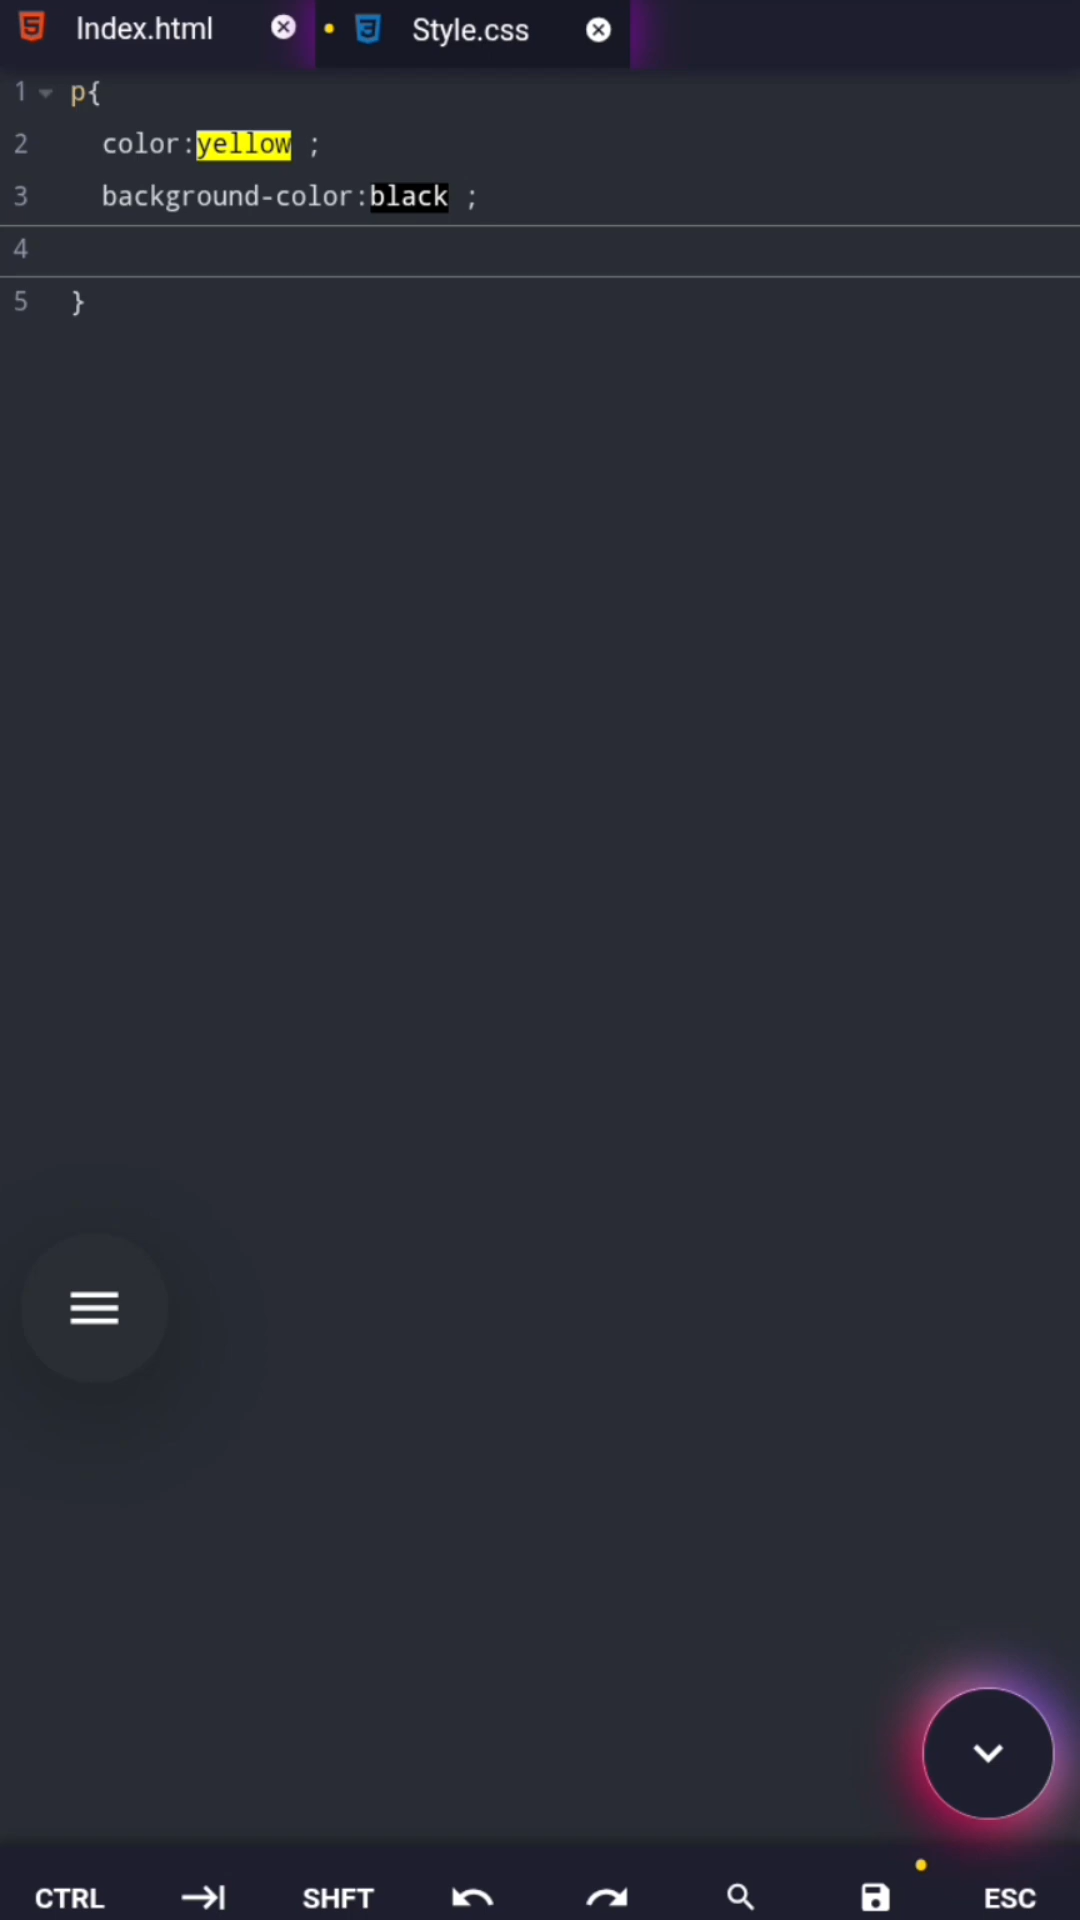 Index.html Style.css
1 p{
2 color:yellow ;
3 background-color:black ;
4
5 }
CTRL SHFT ESC